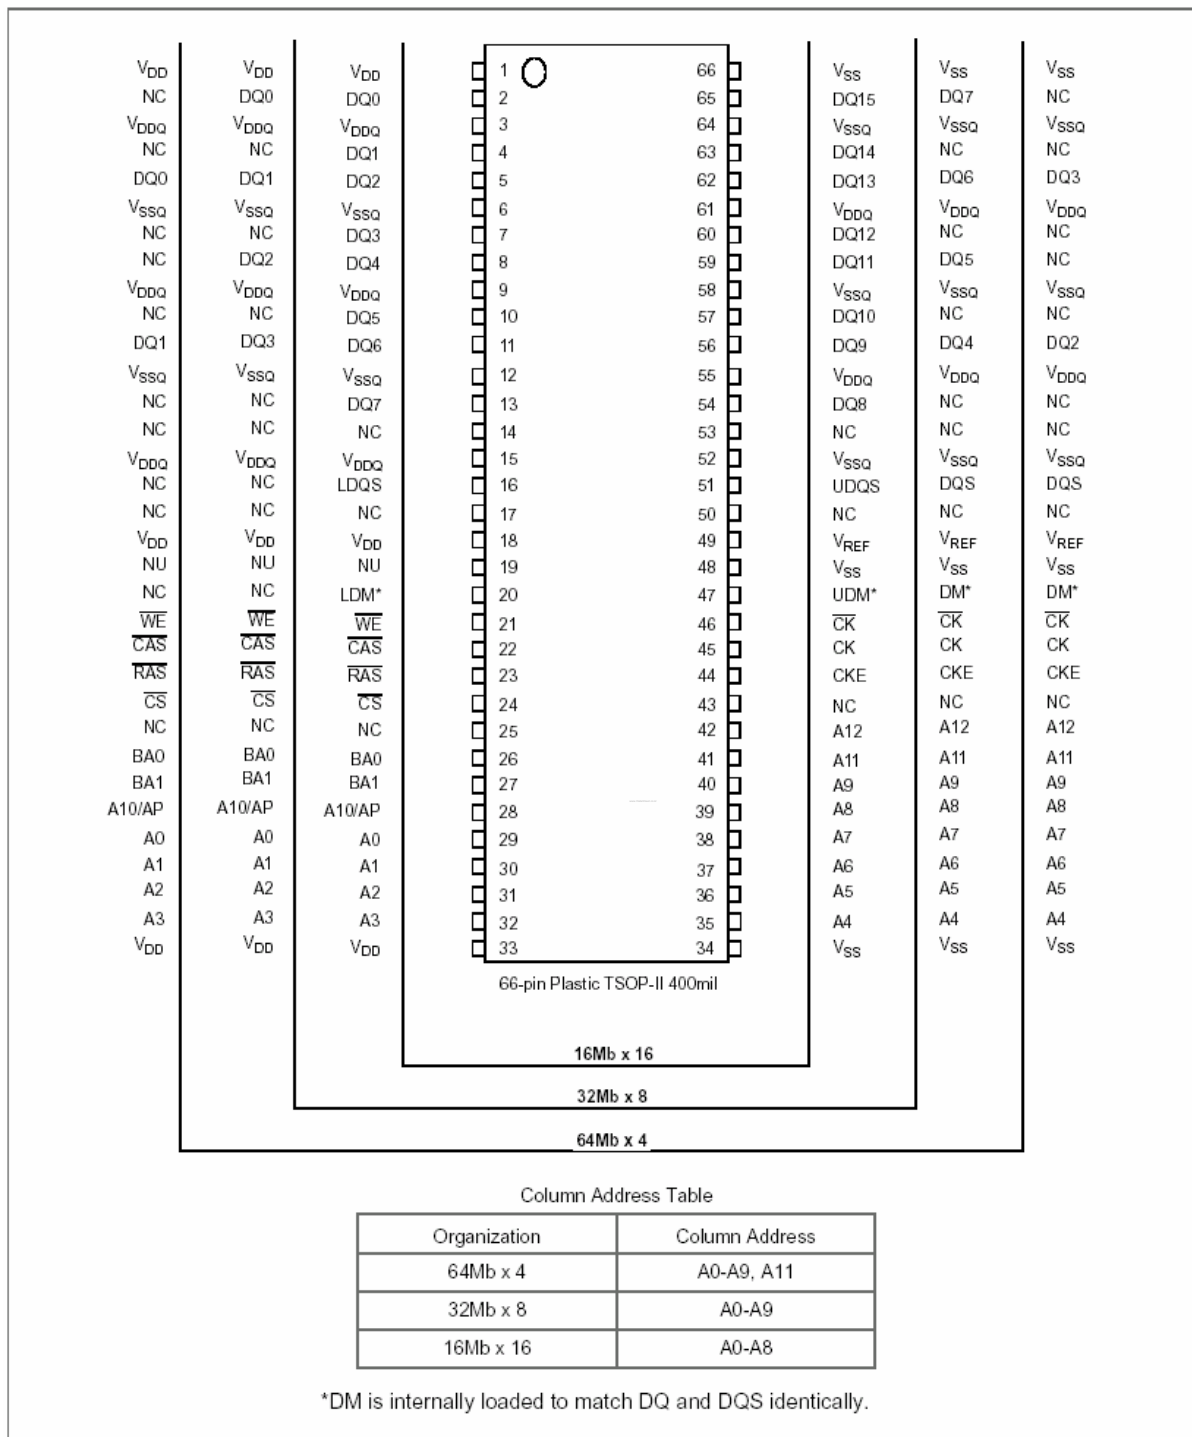 VDD VDD VDD 1 66 VSS VSS VSS
NC DQ0 DQ0 2 65 DQ15 DQ7 NC
VDDQ VDDQ VDDQ 3 64 VSSQ VSSQ VSSQ
NC NC DQ1 4 63 DQ14 NC NC
DQ0 DQ1 DQ2 5 62 DQ13 DQ6 DQ3
VSSQ VSSQ VSSQ 6 61 VDDQ VDDQ VDDQ
NC NC DQ3 7 60 DQ12 NC NC
NC DQ2 DQ4 8 59 DQ11 DQ5 NC
VDDQ VDDQ VDDQ 9 58 VSSQ VSSQ VSSQ
NC NC DQ5 10 57 DQ10 NC NC
DQ1 DQ3 DQ6 11 56 DQ9 DQ4 DQ2
VSSQ VSSQ VSSQ 12 55 VDDQ VDDQ VDDQ
NC NC DQ7 13 54 DQ8 NC NC
NC NC NC 14 53 NC NC NC
VDDQ VDDQ VDDQ 15 52 VSSQ VSSQ VSSQ
NC NC LDQS 16 51 UDQS DQS DQS
NC NC NC 17 50 NC NC NC
VDD VDD VDD 18 49 VREF VREF VREF
NU NU NU 19 48 VSS VSS VSS
NC NC LDM* 20 47 UDM* DM* DM*
W̅E̅ W̅E̅ W̅E̅ 21 46 C̅K̅ C̅K̅ C̅K̅
C̅A̅S̅ C̅A̅S̅ C̅A̅S̅ 22 45 CK CK CK
R̅A̅S̅ R̅A̅S̅ R̅A̅S̅ 23 44 CKE CKE CKE
C̅S̅ C̅S̅ C̅S̅ 24 43 NC NC NC
NC NC NC 25 42 A12 A12 A12
BA0 BA0 BA0 26 41 A11 A11 A11
BA1 BA1 BA1 27 40 A9 A9 A9
A10/AP A10/AP A10/AP 28 39 A8 A8 A8
A0 A0 A0 29 38 A7 A7 A7
A1 A1 A1 30 37 A6 A6 A6
A2 A2 A2 31 36 A5 A5 A5
A3 A3 A3 32 35 A4 A4 A4
VDD VDD VDD 33 34 VSS VSS VSS
66-pin Plastic TSOP-II 400mil
16Mb x 16
32Mb x 8
64Mb x 4
Column Address Table
Organization Column Address
64Mb x 4 A0-A9, A11
32Mb x 8 A0-A9
16Mb x 16 A0-A8
*DM is internally loaded to match DQ and DQS identically.